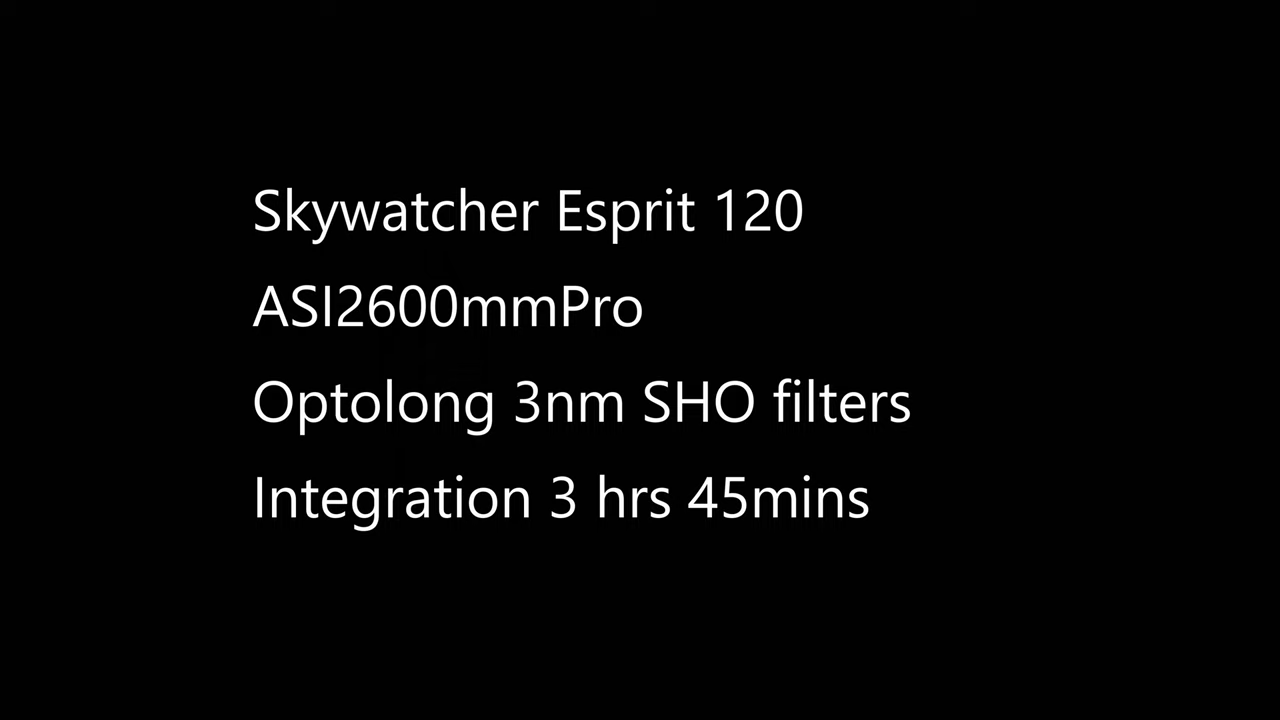 Skywatcher Esprit 120
ASI2600mmPro
Optolong 3nm SHO filters
Integration 3 hrs 45mins